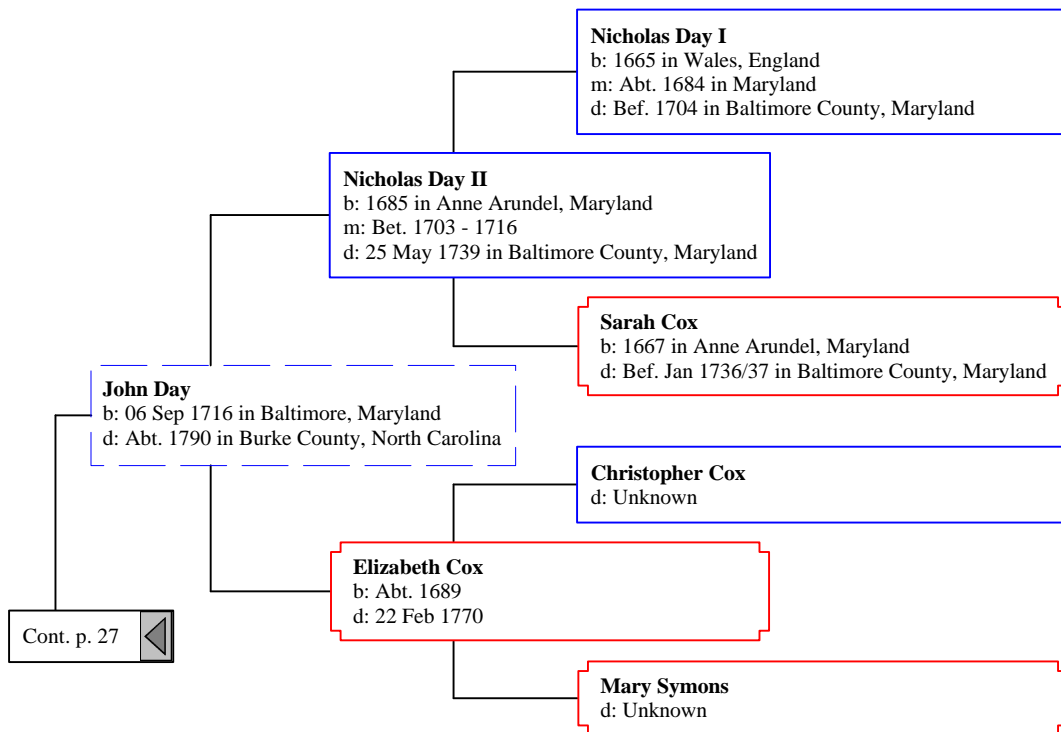 Nicholas Day I
b: 1665 in Wales, England
m: Abt. 1684 in Maryland
d: Bef. 1704 in Baltimore County, Maryland
Nicholas Day II
b: 1685 in Anne Arundel, Maryland
m: Bet. 1703 - 1716
d: 25 May 1739 in Baltimore County, Maryland
Sarah Cox
b: 1667 in Anne Arundel, Maryland
d: Bef. Jan 1736/37 in Baltimore County, Maryland
John Day
b: 06 Sep 1716 in Baltimore, Maryland
d: Abt. 1790 in Burke County, North Carolina
Christopher Cox
d: Unknown
Elizabeth Cox
b: Abt. 1689
d: 22 Feb 1770
Cont. p. 27
Mary Symons
d: Unknown